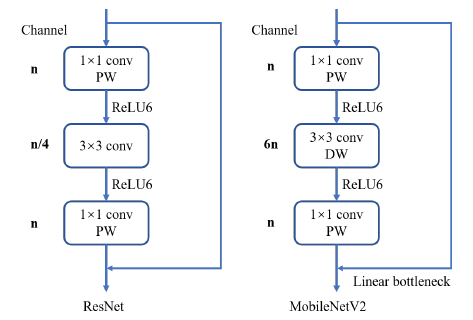 Channel
n
1×1 conv
PW
ReLU6
n/4
3×3 conv
ReLU6
n
1×1 conv
PW
ResNet
Channel
n
1×1 conv
PW
ReLU6
6n
3×3 conv
DW
ReLU6
n
1×1 conv
PW
Linear bottleneck
MobileNetV2